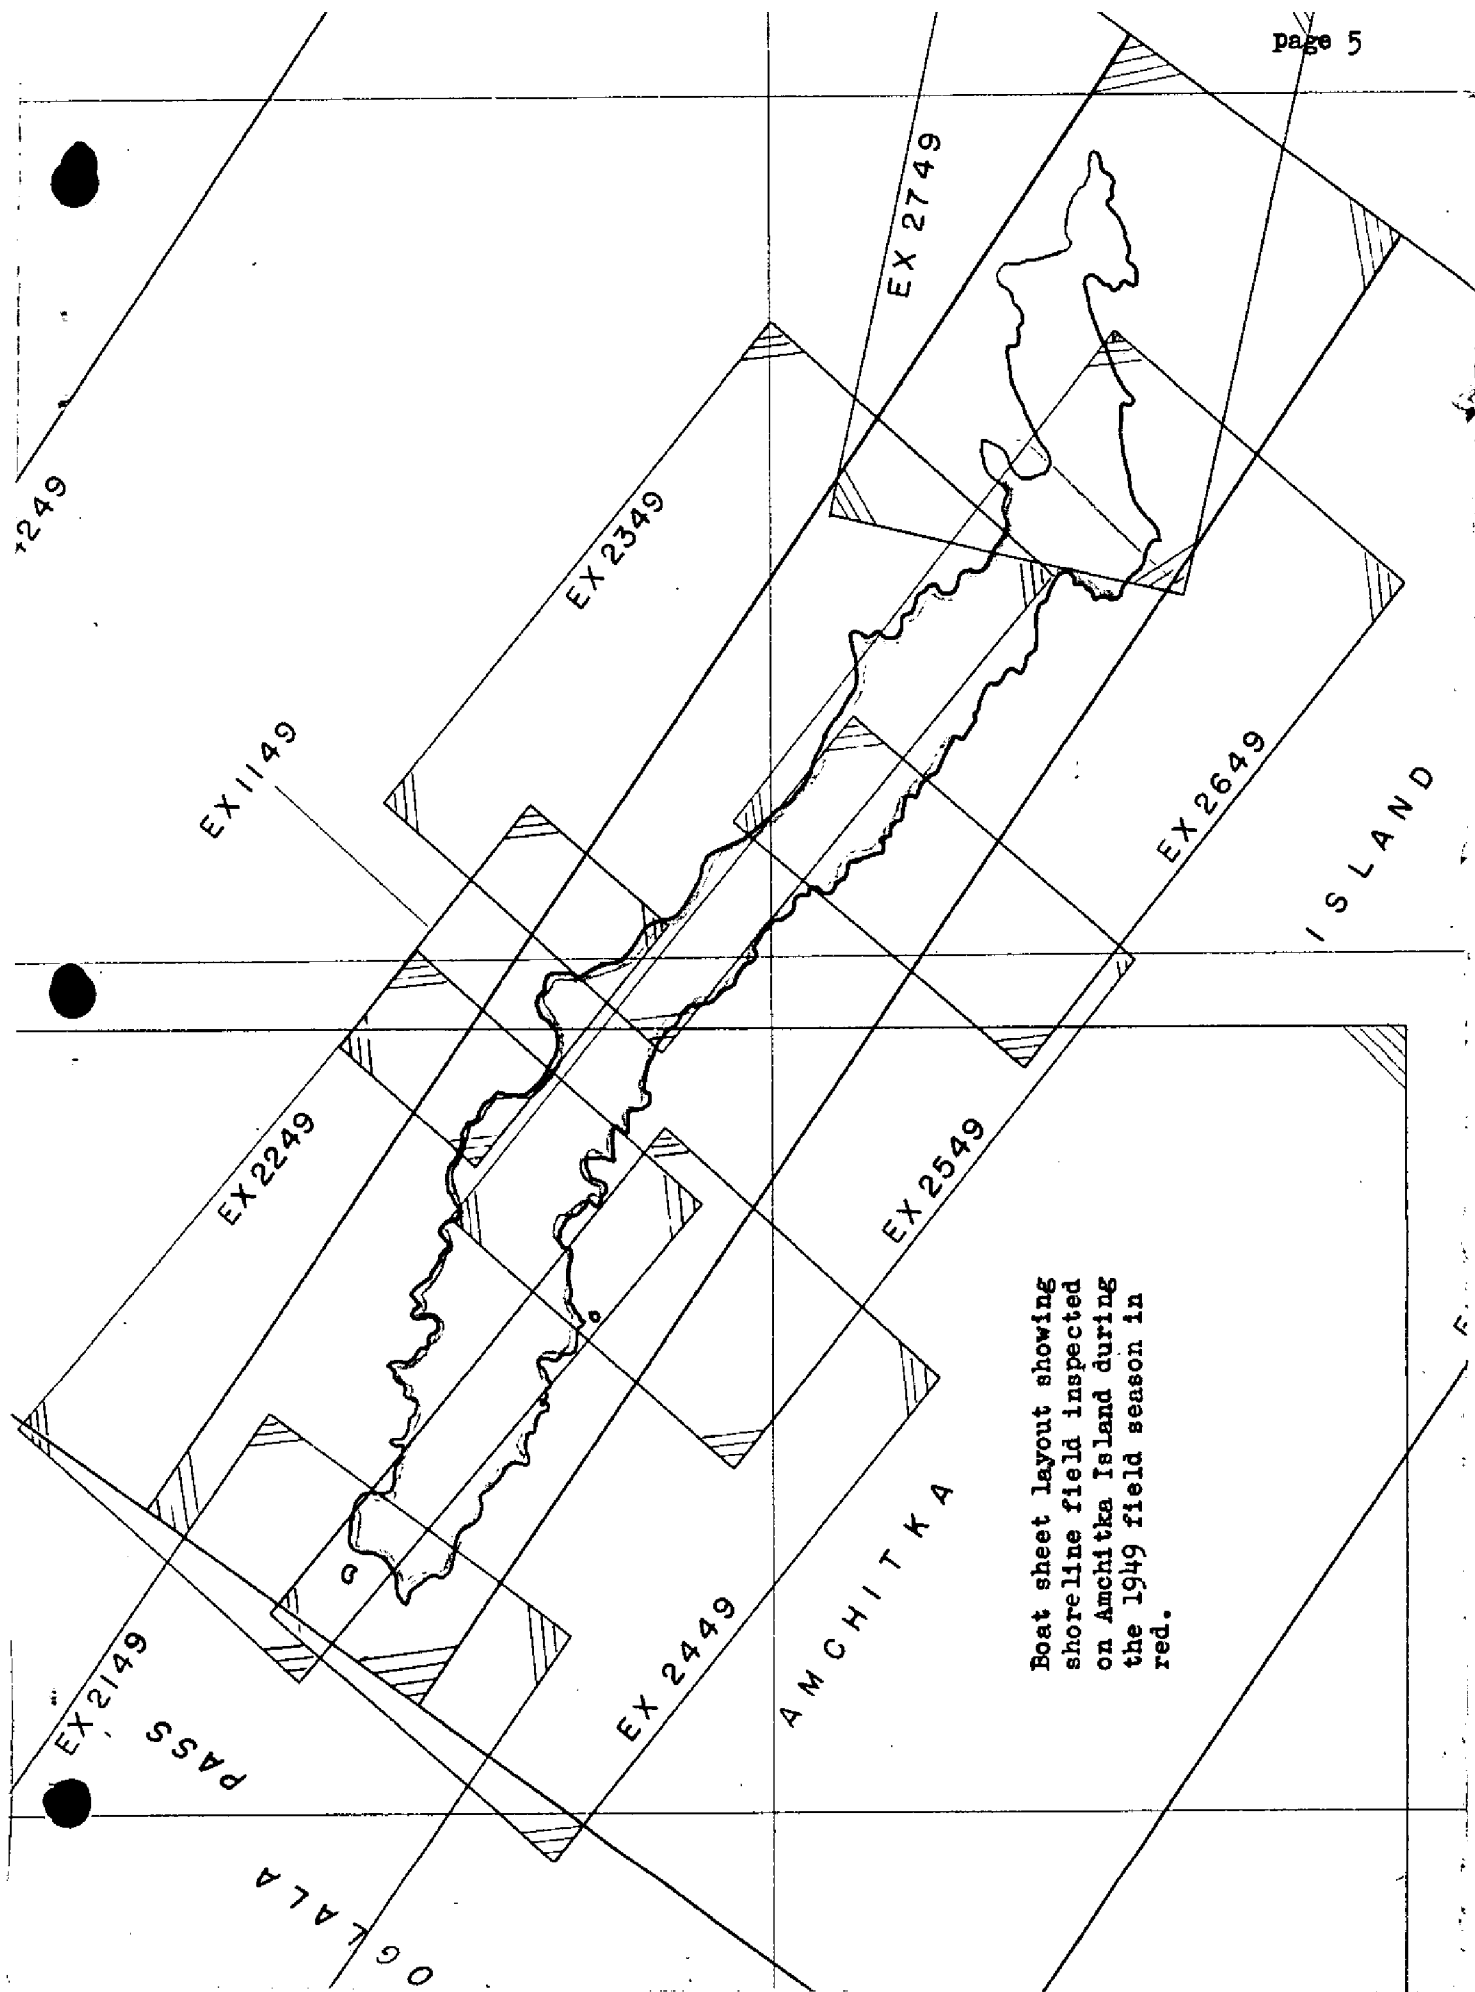 page 5
EX 2749
249
EX 2349
EX 1149
EX 2649
ISLAND
EX 2249
EX 2549
EX 2149
PASS
EX 2449
AMCHITKA
OGLALA
Boat sheet layout showing
shoreline field inspected
on Amchitka Island during
the 1949 field season in
red.